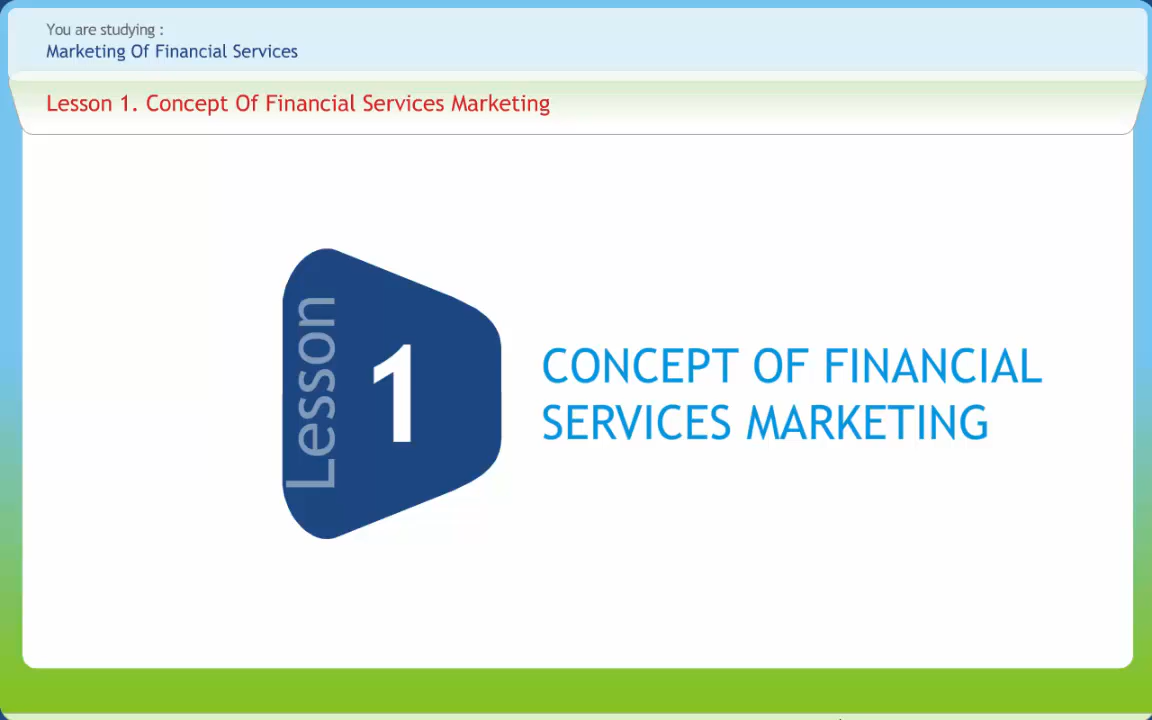 You are studying :
Marketing Of Financial Services
Lesson 1. Concept Of Financial Services Marketing
Lesson
1
CONCEPT OF FINANCIAL
SERVICES MARKETING